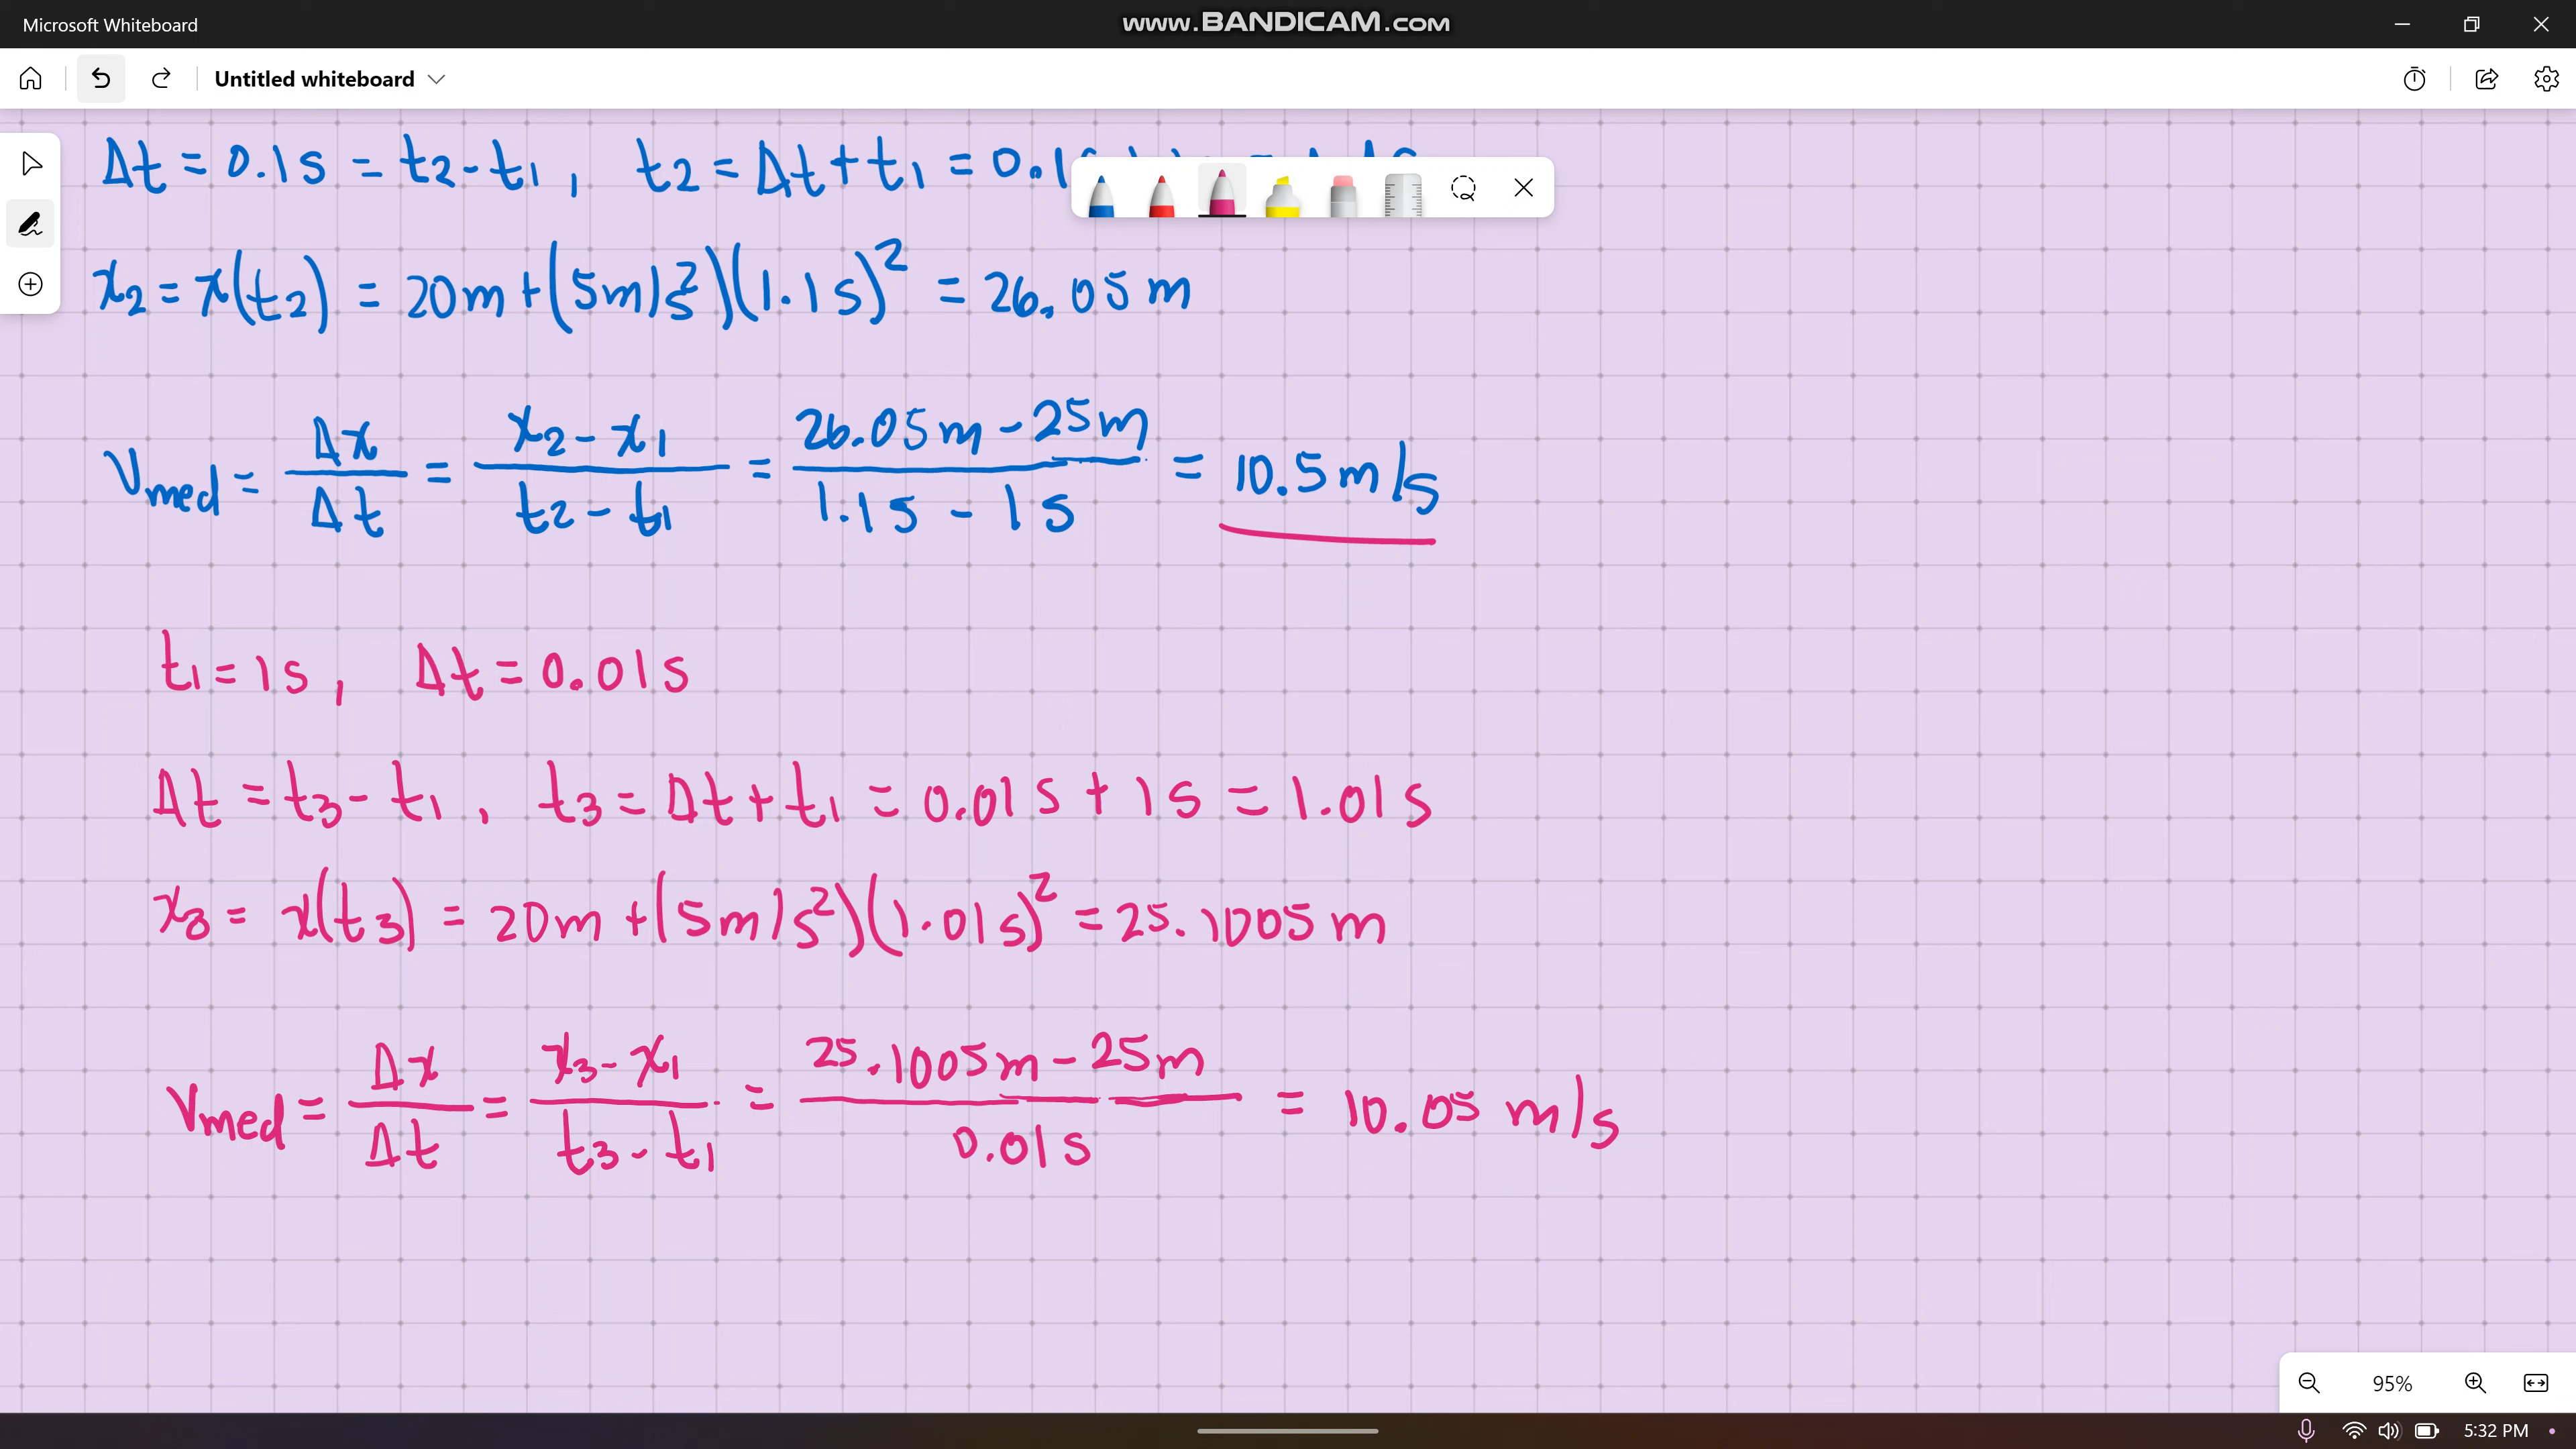 Microsoft Whiteboard
www.BANDICAM.com
Untitled whiteboard
Δt = 0.1s = t2 - t1 , t2 = Δt + t1 = 0.1
x2 = x(t2) = 20m + (5m/s²)(1.1s)² = 26.05 m
Vmed = Δx/Δt = (x2 - x1)/(t2 - t1) = (26.05m - 25m)/(1.1s - 1s) = 10.5 m/s
t1 = 1s , Δt = 0.01s
Δt = t3 - t1 , t3 = Δt + t1 = 0.01s + 1s = 1.01s
x3 = x(t3) = 20m + (5m/s²)(1.01s)² = 25.1005 m
Vmed = Δx/Δt = (x3 - x1)/(t3 - t1) = (25.1005m - 25m)/0.01s = 10.05 m/s
95%
5:32 PM